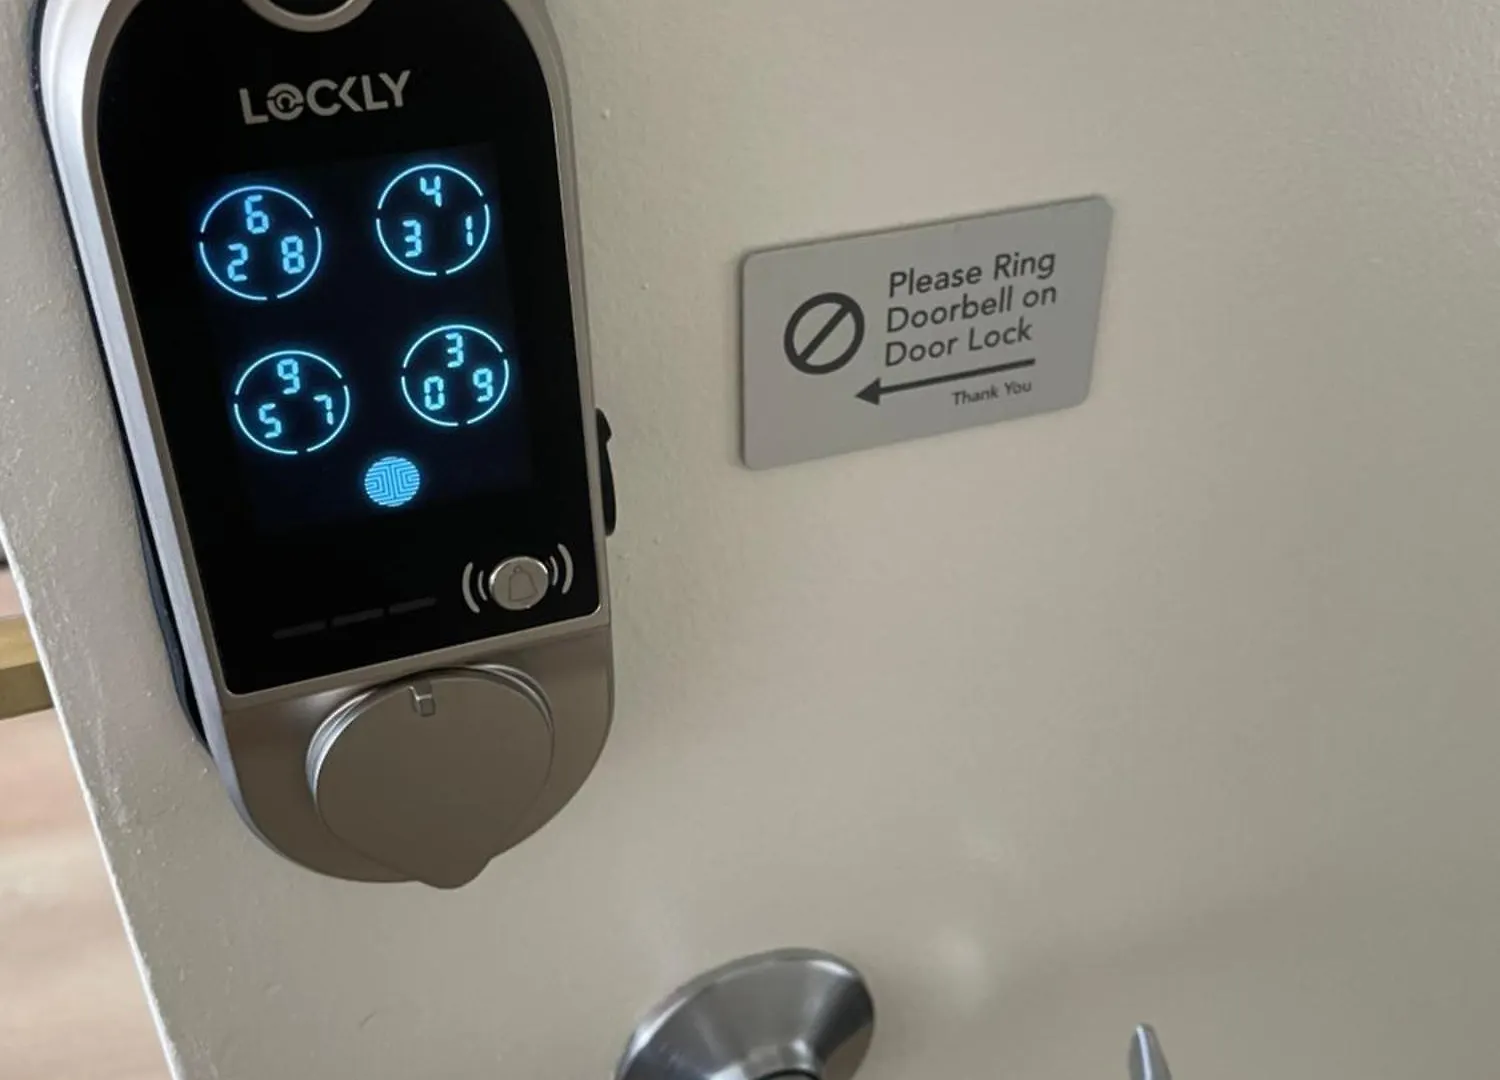 LOCKLY
6
2 8
4
3 1
9
5 7
3
0 9
Please Ring
Doorbell on
Door Lock
Thank You